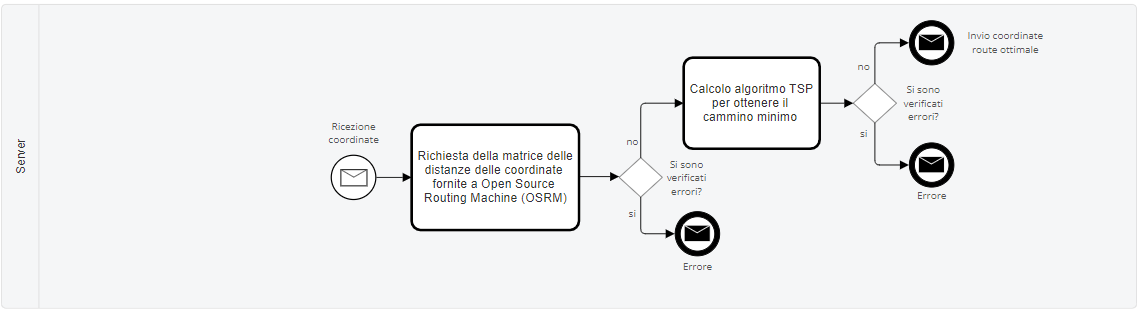 Server
Ricezione
coordinate
Richiesta della matrice delle
distanze delle coordinate
fornite a Open Source
Routing Machine (OSRM)
Si sono
verificati
errori?
no
si
Errore
Calcolo algoritmo TSP
per ottenere il
cammino minimo
Si sono
verificati
errori?
no
si
Invio coordinate
route ottimale
Errore